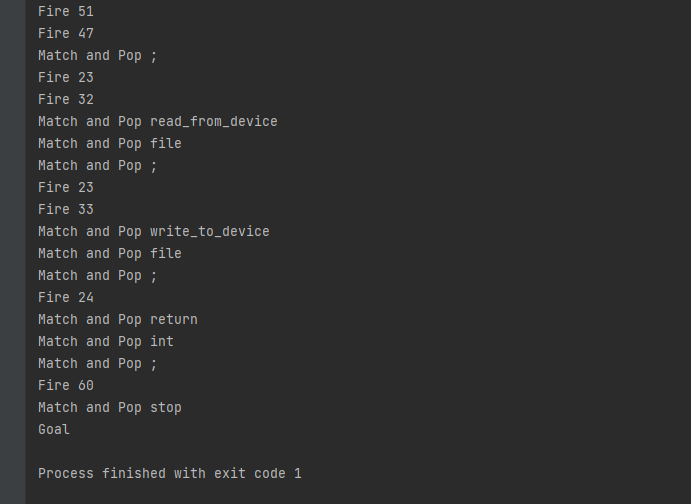 Fire 51
Fire 47
Match and Pop ;
Fire 23
Fire 32
Match and Pop read_from_device
Match and Pop file
Match and Pop ;
Fire 23
Fire 33
Match and Pop write_to_device
Match and Pop file
Match and Pop ;
Fire 24
Match and Pop return
Match and Pop int
Match and Pop ;
Fire 60
Match and Pop stop
Goal
Process finished with exit code 1